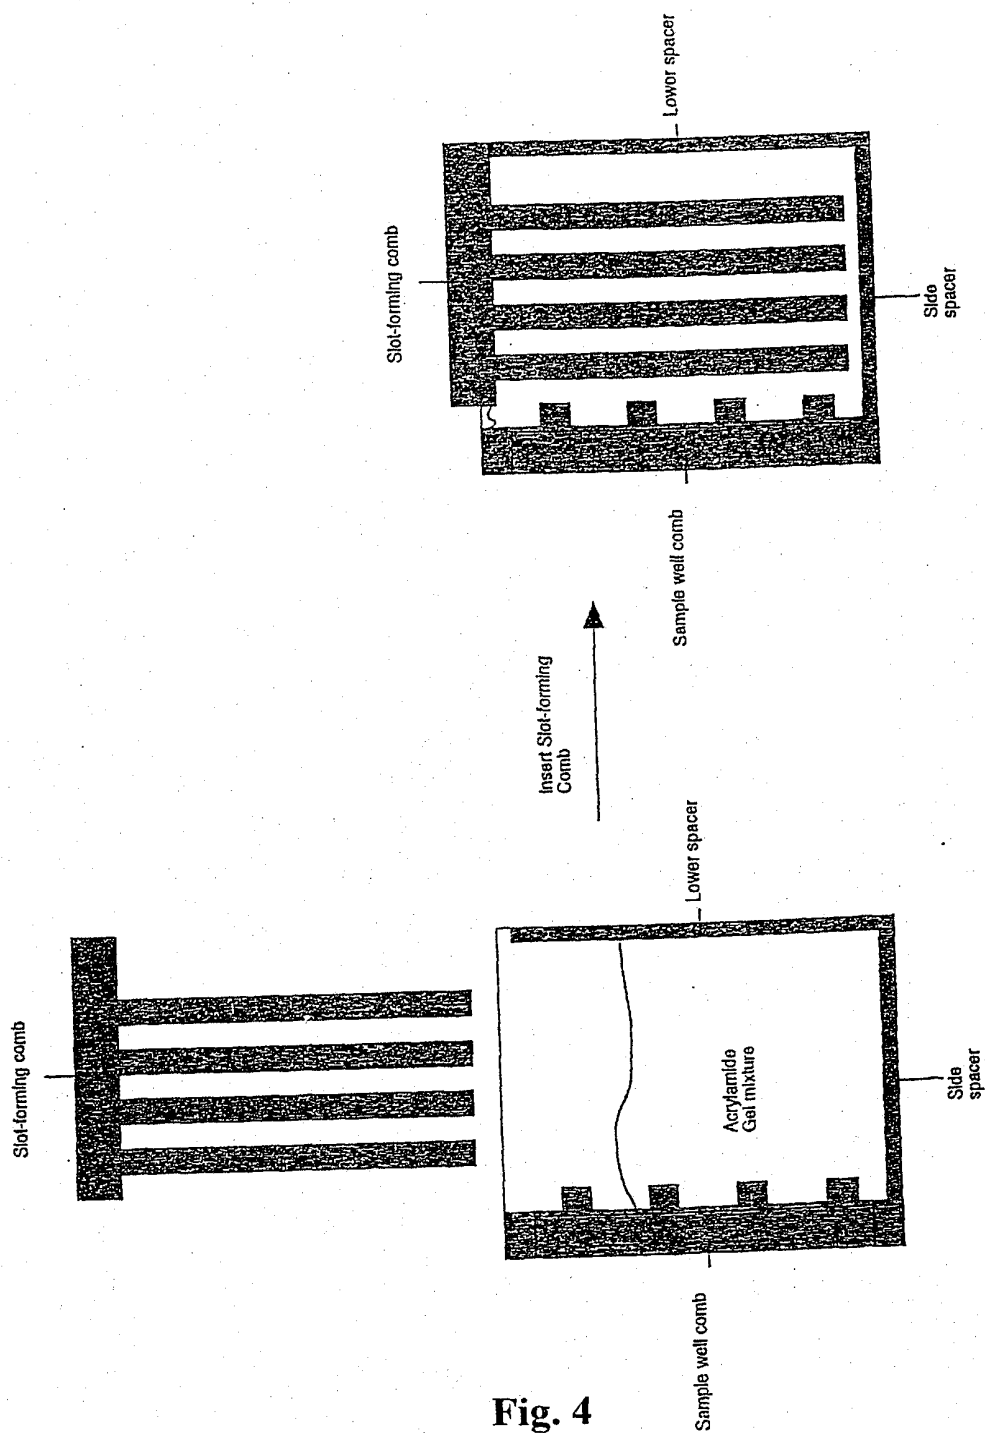 Slot-forming comb
Lower spacer
Acrylamide
Gel mixture
Side
spacer
Sample well comb
Insert Slot-forming
Comb
Slot-forming comb
Lowor spacer
Side
spacer
Sample well comb
Fig. 4